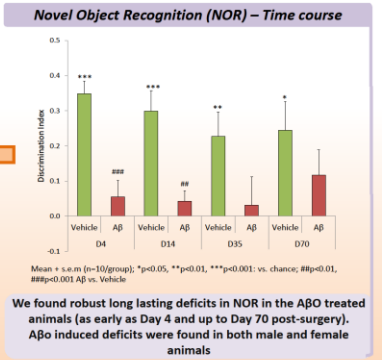 Novel Object Recognition (NOR) – Time course
0.5
0.4
0.3
0.2
0.1
0.0
-0.1
Discrimination Index
*** ### *** ## ** *
Vehicle Aβ Vehicle Aβ Vehicle Aβ Vehicle Aβ
D4 D14 D35 D70
Mean + s.e.m (n=10/group); *p<0.05, **p<0.01, ***p<0.001: vs. chance; ##p<0.01,
###p<0.001 Aβ vs. Vehicle
We found robust long lasting deficits in NOR in the AβO treated
animals (as early as Day 4 and up to Day 70 post-surgery).
Aβo induced deficits were found in both male and female
animals